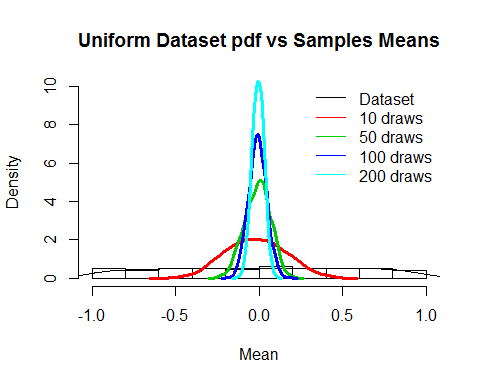 Uniform Dataset pdf vs Samples Means
Density
10
8
6
4
2
0
Dataset
10 draws
50 draws
100 draws
200 draws
-1.0 -0.5 0.0 0.5 1.0
Mean